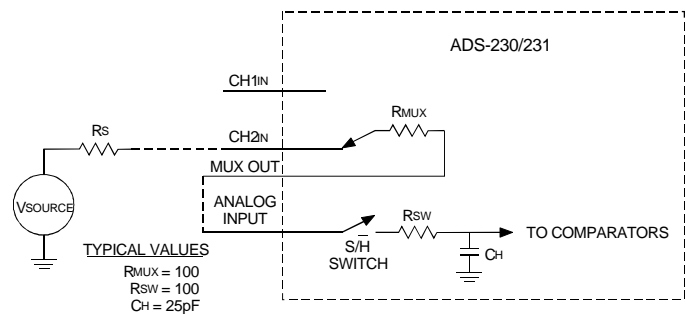 ADS-230/231
CH1IN
RMUX
RS
CH2IN
MUX OUT
VSOURCE
ANALOG
INPUT
RSW
TO COMPARATORS
S/H
SWITCH
CH
TYPICAL VALUES
RMUX = 100
RSW = 100
CH = 25pF